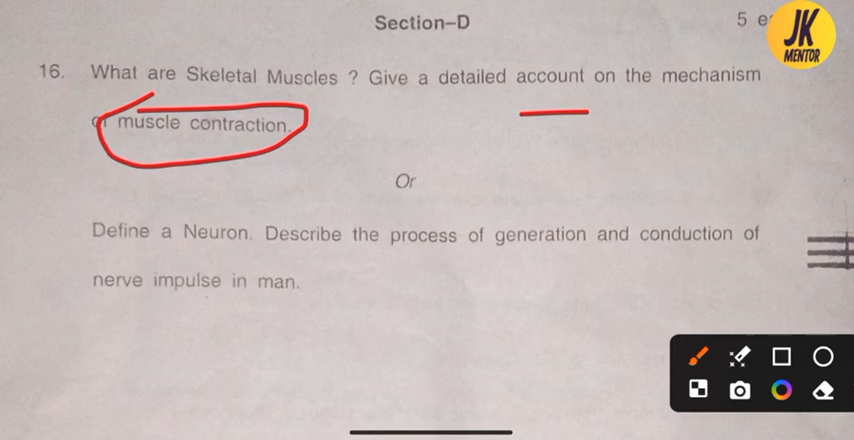 Section–D
5 e
JK
MENTOR
16. What are Skeletal Muscles ? Give a detailed account on the mechanism
muscle contraction.
Or
Define a Neuron. Describe the process of generation and conduction of
nerve impulse in man.